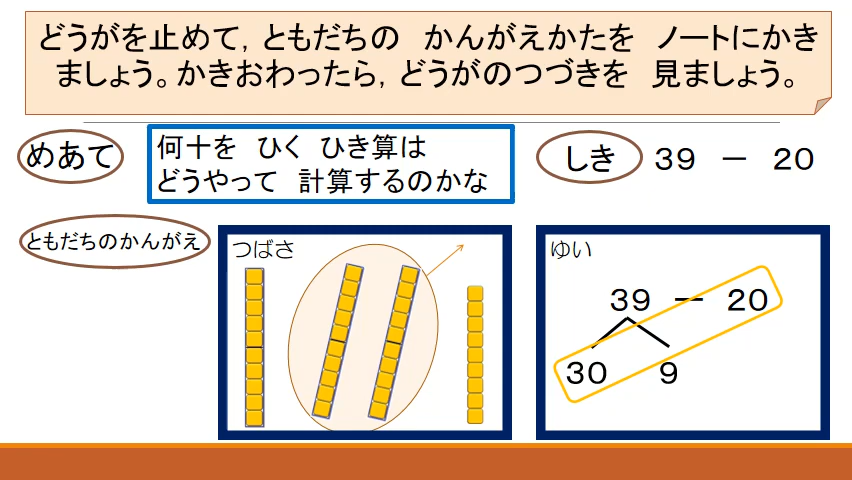 どうがを止めて，ともだちの　かんがえかたを　ノートにかき
ましょう。かきおわったら，どうがのつづきを　見ましょう。
めあて
何十を　ひく　ひき算は
どうやって　計算するのかな
しき
３９　－　２０
ともだちのかんがえ
つばさ
ゆい
３９　－　２０
３０　９